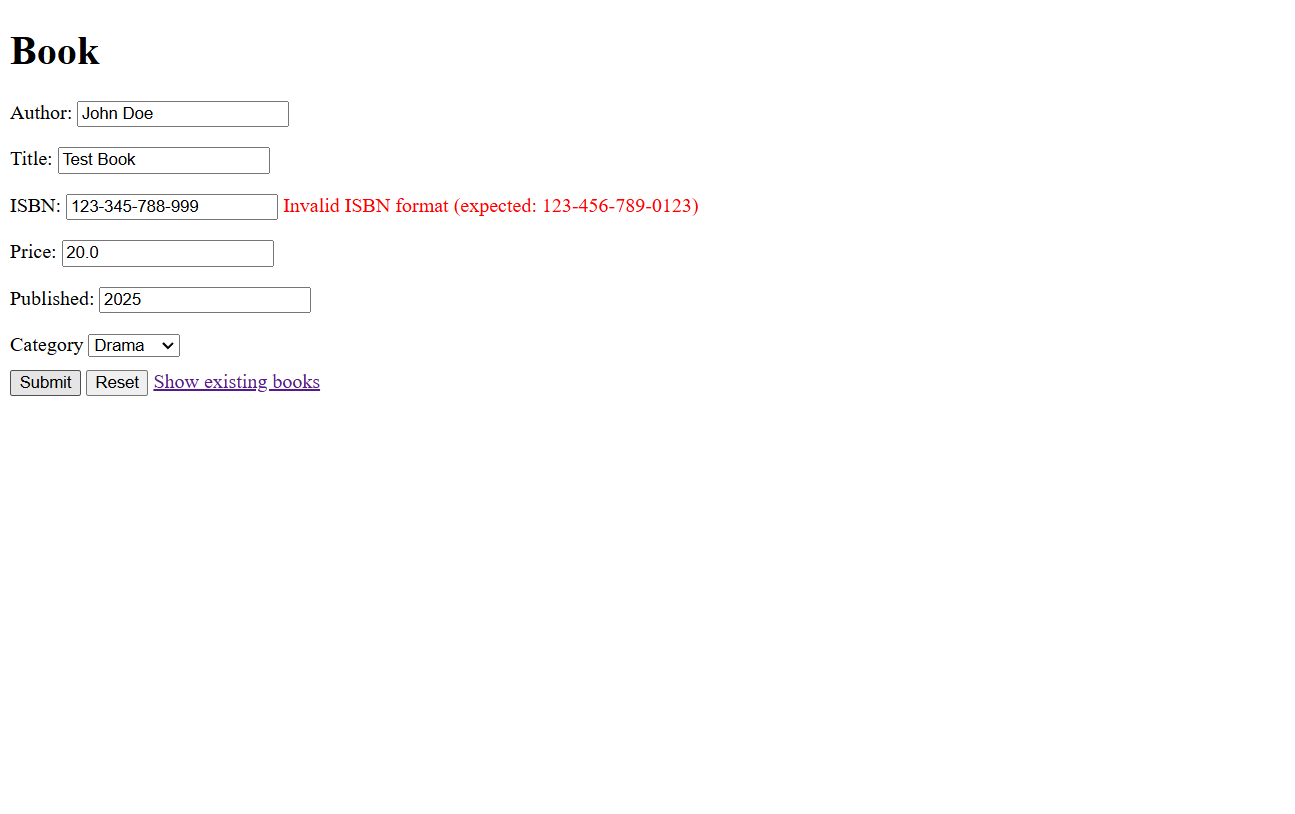 Book
Author: John Doe
Title: Test Book
ISBN: 123-345-788-999 Invalid ISBN format (expected: 123-456-789-0123)
Price: 20.0
Published: 2025
Category Drama
Submit Reset Show existing books